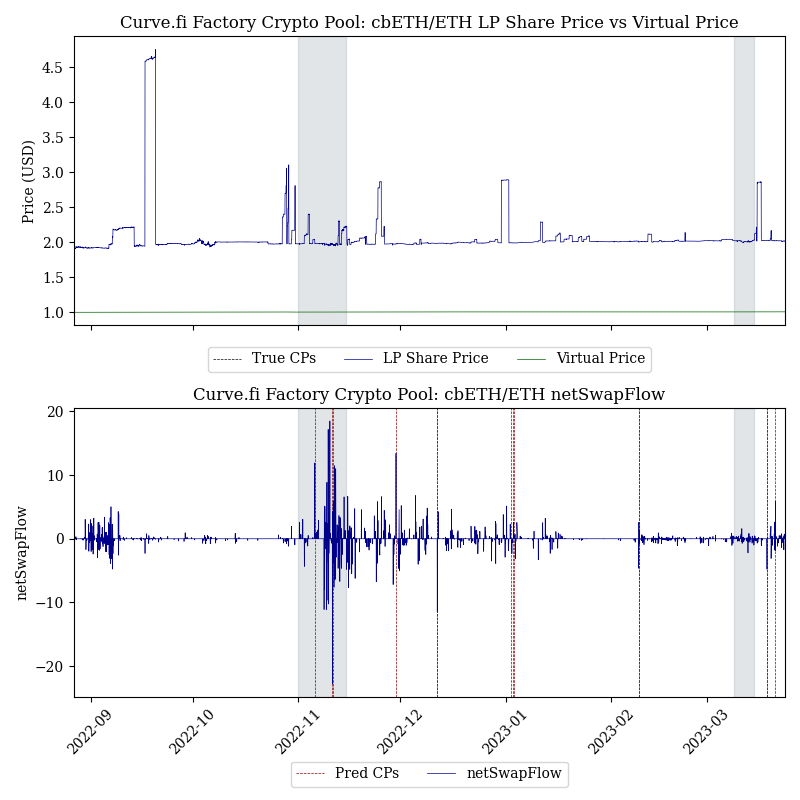 Curve.fi Factory Crypto Pool: cbETH/ETH LP Share Price vs Virtual Price
Price (USD)
4.5
4.0
3.5
3.0
2.5
2.0
1.5
1.0
True CPs LP Share Price Virtual Price
Curve.fi Factory Crypto Pool: cbETH/ETH netSwapFlow
netSwapFlow
20
10
0
−10
−20
2022-09 2022-10 2022-11 2022-12 2023-01 2023-02 2023-03
Pred CPs netSwapFlow